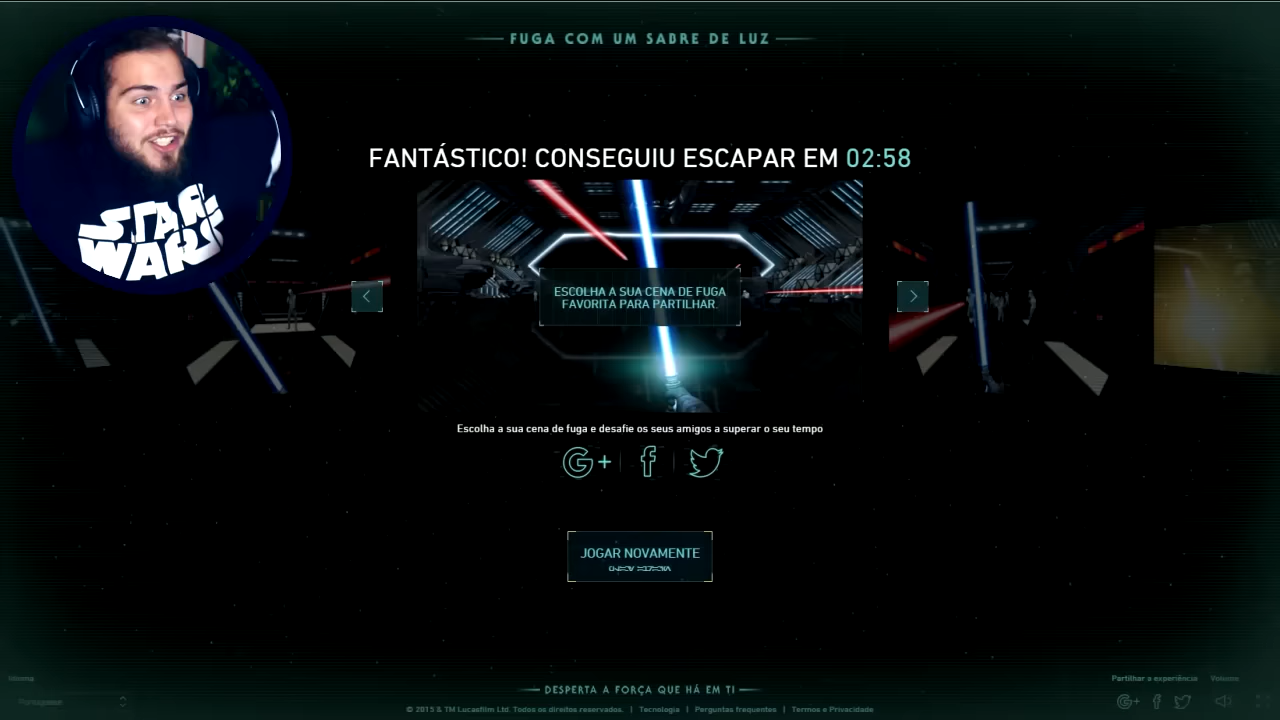 FUGA COM UM SABRE DE LUZ
STAR
WARS
FANTÁSTICO! CONSEGUIU ESCAPAR EM 02:58
ESCOLHA A SUA CENA DE FUGA
FAVORITA PARA PARTILHAR.
Escolha a sua cena de fuga e desafie os seus amigos a superar o seu tempo
G+ f
JOGAR NOVAMENTE
DESPERTA A FORÇA QUE HÁ EM TI
Idioma
Portuguese
Partilhar a experiência Volume
G+ f
© 2015 & TM Lucasfilm Ltd. Todos os direitos reservados. | Tecnologia | Perguntas frequentes | Termos e Privacidade